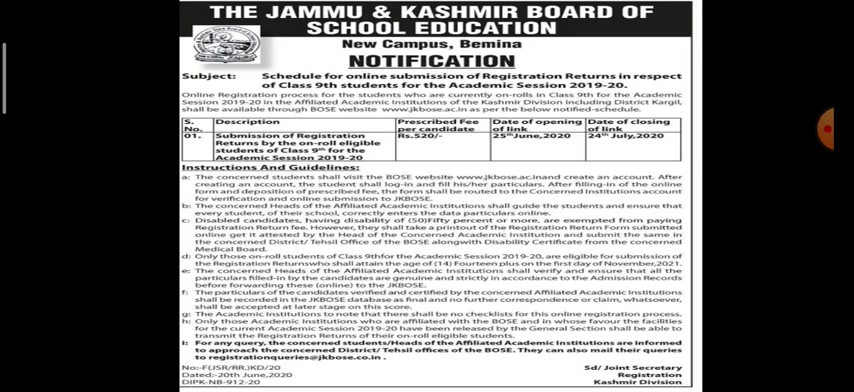 THE JAMMU & KASHMIR BOARD OF
SCHOOL EDUCATION
New Campus, Bemina
NOTIFICATION
Subject: Schedule for online submission of Registration Returns in respect
of Class 9th students for the Academic Session 2019-20.
Online Registration process for the students who are currently on-rolls in Class 9th for the Academic
Session 2019-20 in the Affiliated Academic Institutions of the Kashmir Division including District Kargil,
shall be available through BOSE website www.jkbose.ac.in as per the below notified-schedule.
S. Description Prescribed Fee Date of opening Date of closing
No. per candidate of link of link
01. Submission of Registration Rs.520/- 25th June,2020 24th July,2020
Returns by the on-roll eligible
students of Class 9th for the
Academic Session 2019-20
Instructions And Guidelines:
a: The concerned students shall visit the BOSE website www.jkbose.ac.inand create an account. After
creating an account, the student shall log-in and fill his/her particulars. After filling-in of the online
form and deposition of prescribed fee, the form shall be routed to the Concerned Institutions account
for verification and online submission to JKBOSE.
b: The concerned Heads of the Affiliated Academic Institutions shall guide the students and ensure that
every student, of their school, correctly enters the data particulars online.
c: Disabled candidates, having disability of (50)Fifty percent or more, are exempted from paying
Registration Return fee. However, they shall take a printout of the Registration Return Form submitted
online get it attested by the Head of the Concerned Academic Institution and submit the same in
the concerned District/ Tehsil Office of the BOSE alongwith Disability Certificate from the concerned
Medical Board.
d: Only those on-roll students of Class 9thfor the Academic Session 2019-20, are eligible for submission of
the Registration Returnswho shall attain the age of (14) Fourteen plus on the first day of November,2021.
e: The concerned Heads of the Affiliated Academic Institutions shall verify and ensure that all the
particulars filled-in by the candidates are genuine and strictly in accordance to the Admission Records
before forwarding these (online) to the JKBOSE.
f: The particulars of the candidates verified and certified by the concerned Affiliated Academic Institutions
shall be recorded in the JKBOSE database as final and no further correspondence or claim, whatsoever,
shall be accepted at later stage on this score.
g: The Academic Institutions to note that there shall be no checklists for this online registration process.
h: Only those Academic Institutions who are affiliated with the BOSE and in whose favour the facilities
for the current Academic Session 2019-20 have been released by the General Section shall be able to
transmit the Registration Returns of their on-roll eligible students.
i: For any query, the concerned students/Heads of the Affiliated Academic Institutions are informed
to approach the concerned District/ Tehsil offices of the BOSE. They can also mail their queries
to registrationqueries@jkbose.co.in .
No:-F(JSR/RR.)KD/20 Sd/ Joint Secretary
Dated:-20th June,2020 Registration
DIPK-NB-912-20 Kashmir Division